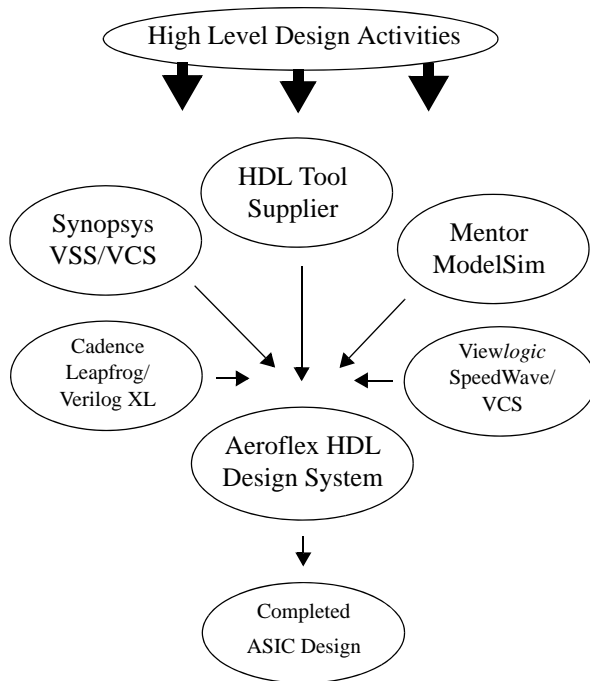 High Level Design Activities
HDL Tool
Supplier
Synopsys
VSS/VCS
Mentor
ModelSim
Cadence
Leapfrog/
Verilog XL
Viewlogic
SpeedWave/
VCS
Aeroflex HDL
Design System
Completed
ASIC Design